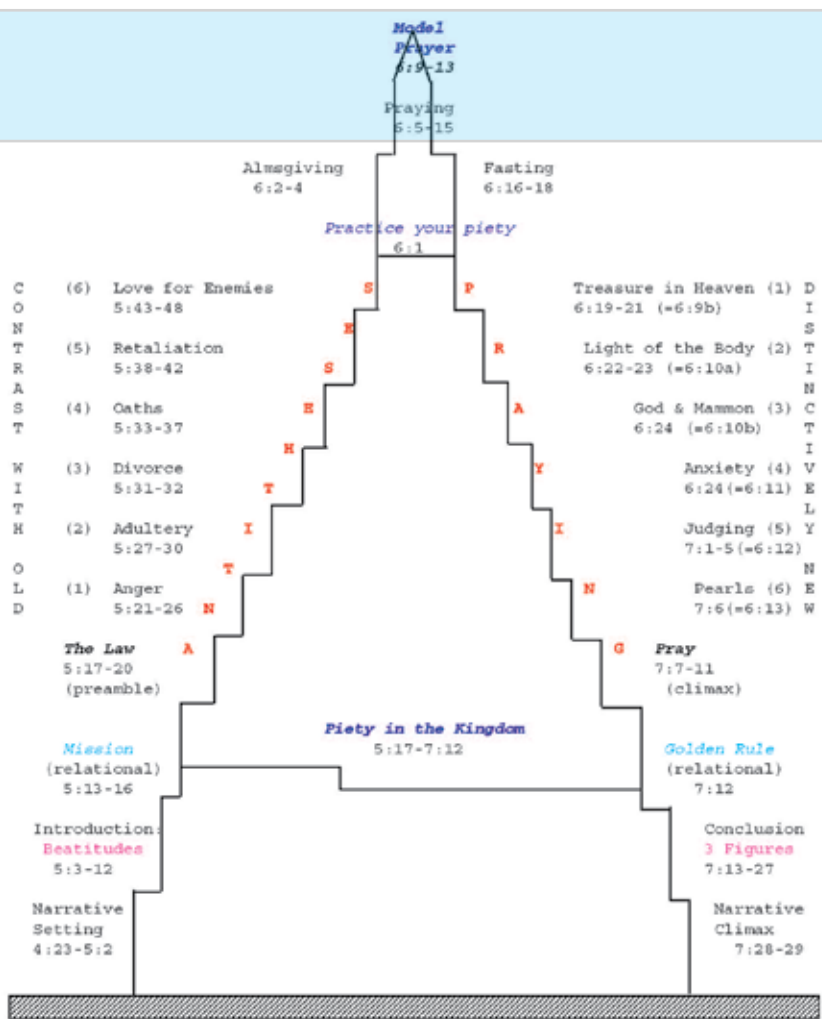 Model
Prayer
6:9-13
Praying
6:5-15
Almsgiving
6:2-4
Fasting
6:16-18
Practice your piety
6:1
CONTRAST WITH OLD
(6) Love for Enemies
5:43-48
(5) Retaliation
5:38-42
(4) Oaths
5:33-37
(3) Divorce
5:31-32
(2) Adultery
5:27-30
(1) Anger
5:21-26
ANTITHESES
PRAYING
Treasure in Heaven (1)
6:19-21 (=6:9b)
Light of the Body (2)
6:22-23 (=6:10a)
God & Mammon (3)
6:24 (=6:10b)
Anxiety (4)
6:24(=6:11)
Judging (5)
7:1-5(=6:12)
Pearls (6)
7:6(=6:13)
DISTINCTIVELY NEW
The Law
5:17-20
(preamble)
Pray
7:7-11
(climax)
Piety in the Kingdom
5:17-7:12
Mission
(relational)
5:13-16
Golden Rule
(relational)
7:12
Introduction:
Beatitudes
5:3-12
Conclusion
3 Figures
7:13-27
Narrative
Setting
4:23-5:2
Narrative
Climax
7:28-29